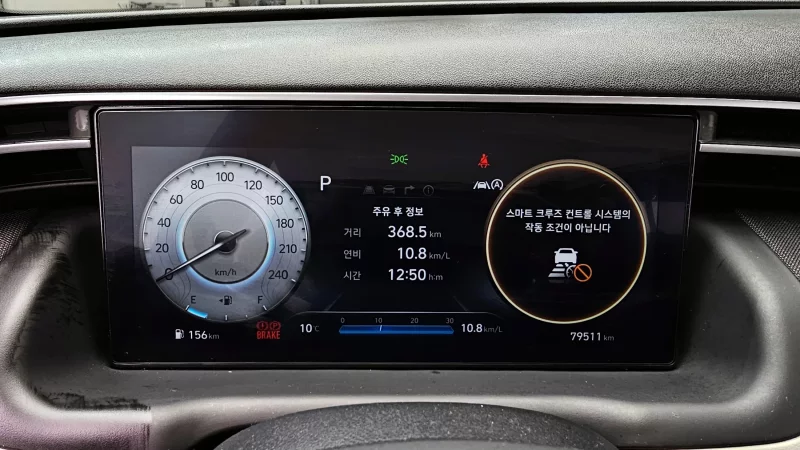 80 100 120
60 150
40 180
20 210
0 240
km/h
E F
156 km
BRAKE
P
A
주유 후 정보
거리 368.5 km
연비 10.8 km/L
시간 12:50 h:m
10°C
0 10 20 30
10.8 km/L
스마트 크루즈 컨트롤 시스템의
작동 조건이 아닙니다
79511 km